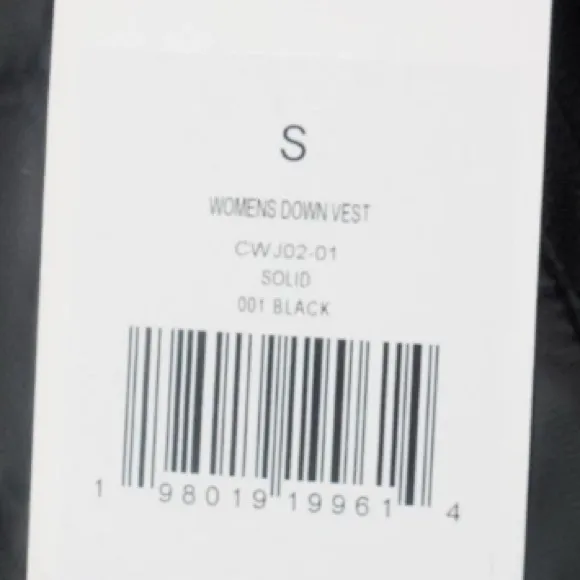 S
WOMENS DOWN VEST
CWJ02-01
SOLID
001 BLACK
1 98019 19961 4